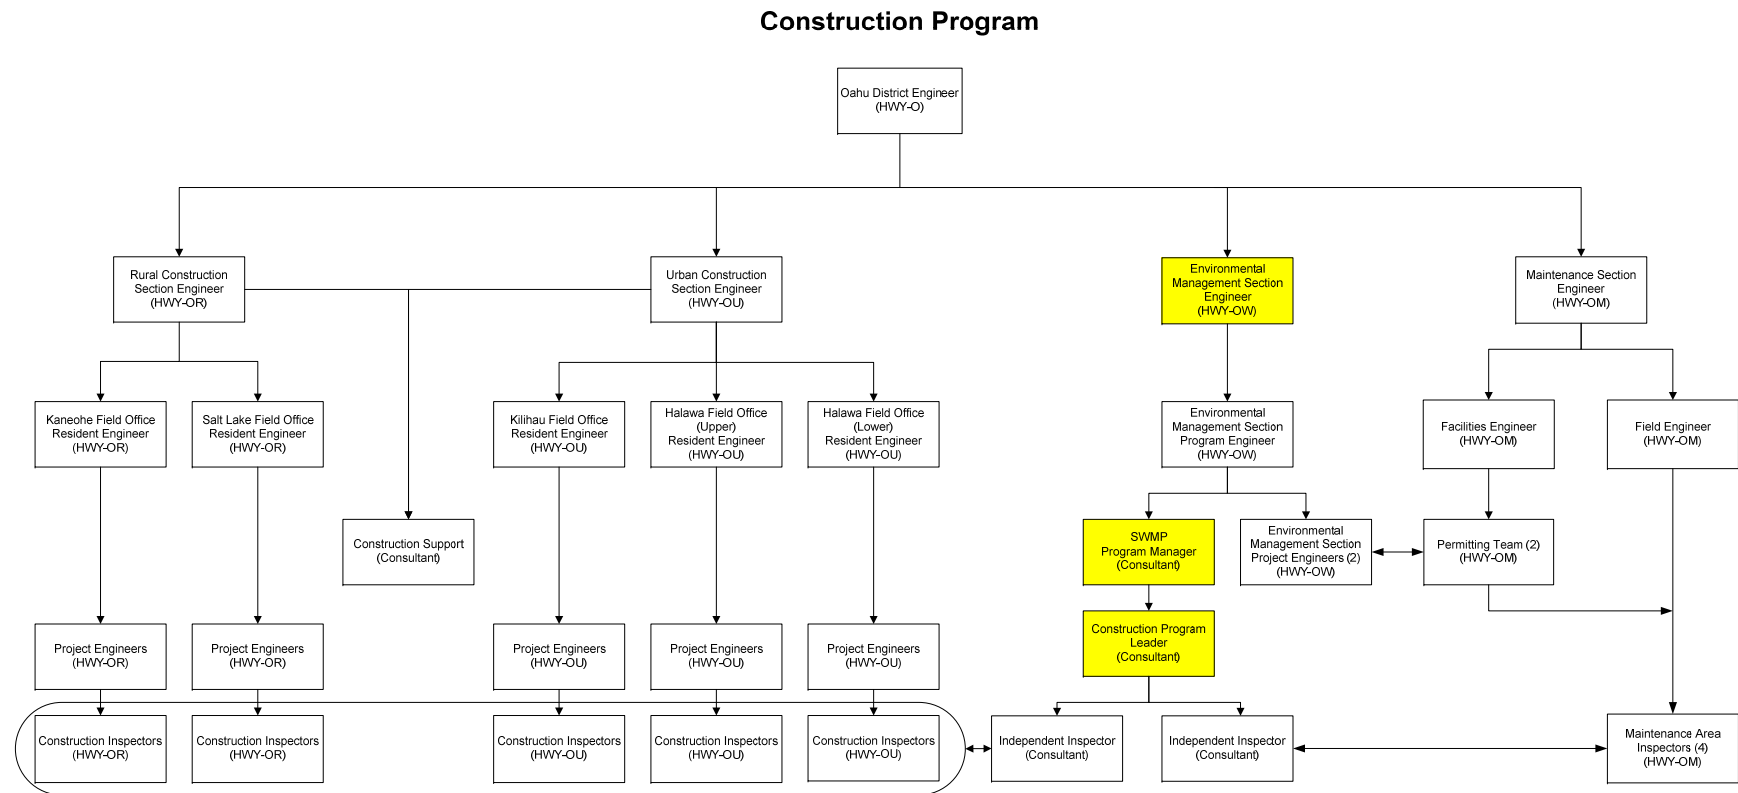 Construction Program
Oahu District Engineer
(HWY-O)
Rural Construction
Section Engineer
(HWY-OR)
Urban Construction
Section Engineer
(HWY-OU)
Environmental
Management Section
Engineer
(HWY-OW)
Maintenance Section
Engineer
(HWY-OM)
Kaneohe Field Office
Resident Engineer
(HWY-OR)
Salt Lake Field Office
Resident Engineer
(HWY-OR)
Kilihau Field Office
Resident Engineer
(HWY-OU)
Halawa Field Office
(Upper)
Resident Engineer
(HWY-OU)
Halawa Field Office
(Lower)
Resident Engineer
(HWY-OU)
Environmental
Management Section
Program Engineer
(HWY-OW)
Facilities Engineer
(HWY-OM)
Field Engineer
(HWY-OM)
Construction Support
(Consultant)
SWMP
Program Manager
(Consultant)
Environmental
Management Section
Project Engineers (2)
(HWY-OW)
Permitting Team (2)
(HWY-OM)
Project Engineers
(HWY-OR)
Project Engineers
(HWY-OR)
Project Engineers
(HWY-OU)
Project Engineers
(HWY-OU)
Project Engineers
(HWY-OU)
Construction Program
Leader
(Consultant)
Construction Inspectors
(HWY-OR)
Construction Inspectors
(HWY-OR)
Construction Inspectors
(HWY-OU)
Construction Inspectors
(HWY-OU)
Construction Inspectors
(HWY-OU)
Independent Inspector
(Consultant)
Independent Inspector
(Consultant)
Maintenance Area
Inspectors (4)
(HWY-OM)